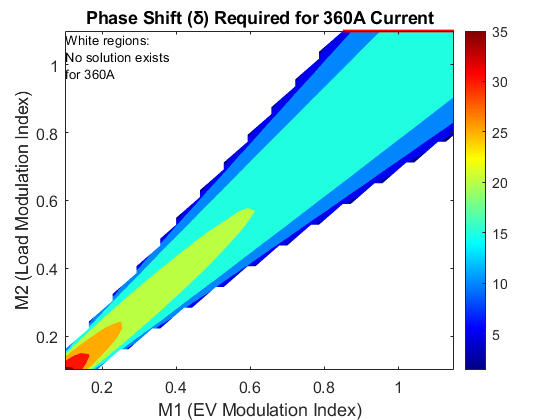 Phase Shift (δ) Required for 360A Current
White regions:
No solution exists
for 360A
M2 (Load Modulation Index)
1
0.8
0.6
0.4
0.2
0.2
0.4
0.6
0.8
1
M1 (EV Modulation Index)
35
30
25
20
15
10
5